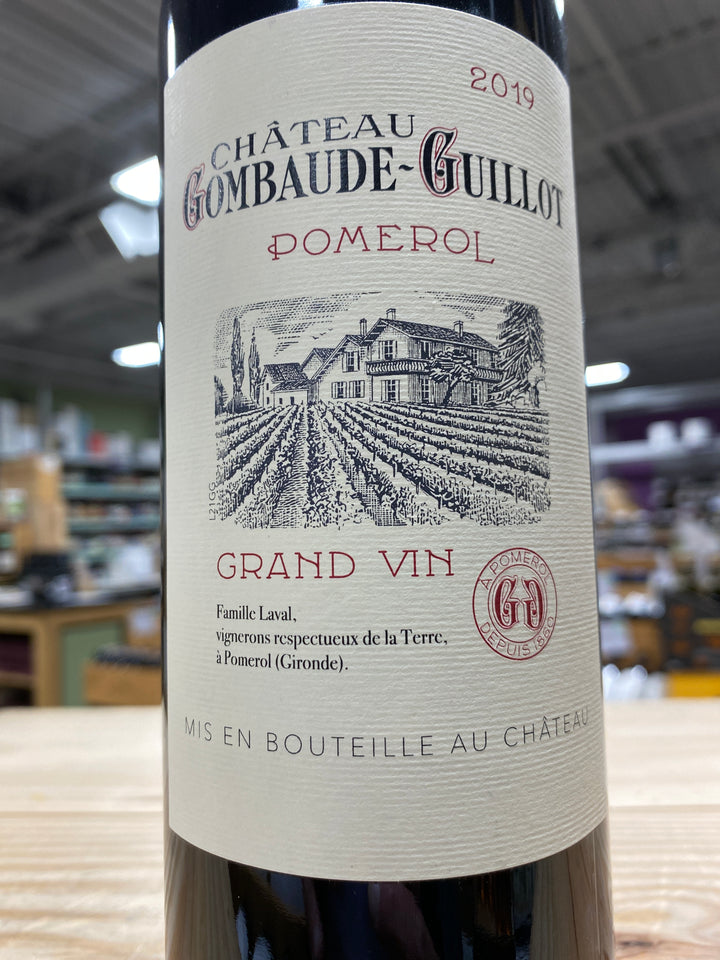 2019
CHÂTEAU
GOMBAUDE-GUILLOT
POMEROL
GRAND VIN
Famille Laval,
vignerons respectueux de la Terre,
à Pomerol (Gironde).
À POMEROL
GG
DEPUIS 1860
MIS EN BOUTEILLE AU CHÂTEAU